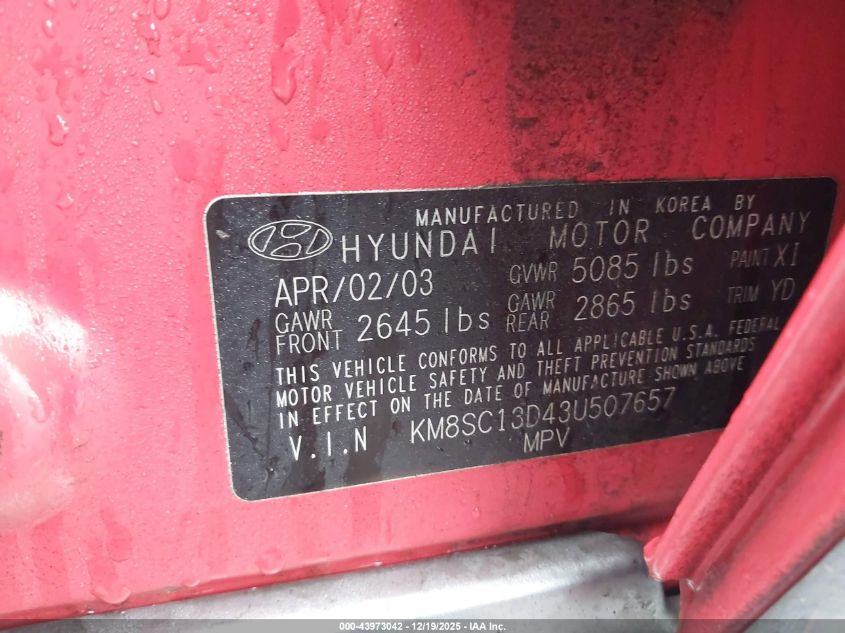 MANUFACTURED IN KOREA BY
HYUNDAI MOTOR COMPANY
APR/02/03 GVWR 5085 lbs PAINT XI
GAWR FRONT 2645 lbs GAWR REAR 2865 lbs TRIM YD
THIS VEHICLE CONFORMS TO ALL APPLICABLE U.S.A. FEDERAL
MOTOR VEHICLE SAFETY AND THEFT PREVENTION STANDARDS
IN EFFECT ON THE DATE OF MANUFACTURE SHOWN ABOVE
V.I.N KM8SC13D43U507657
MPV
000-43973042 - 12/19/2025 - IAA Inc.